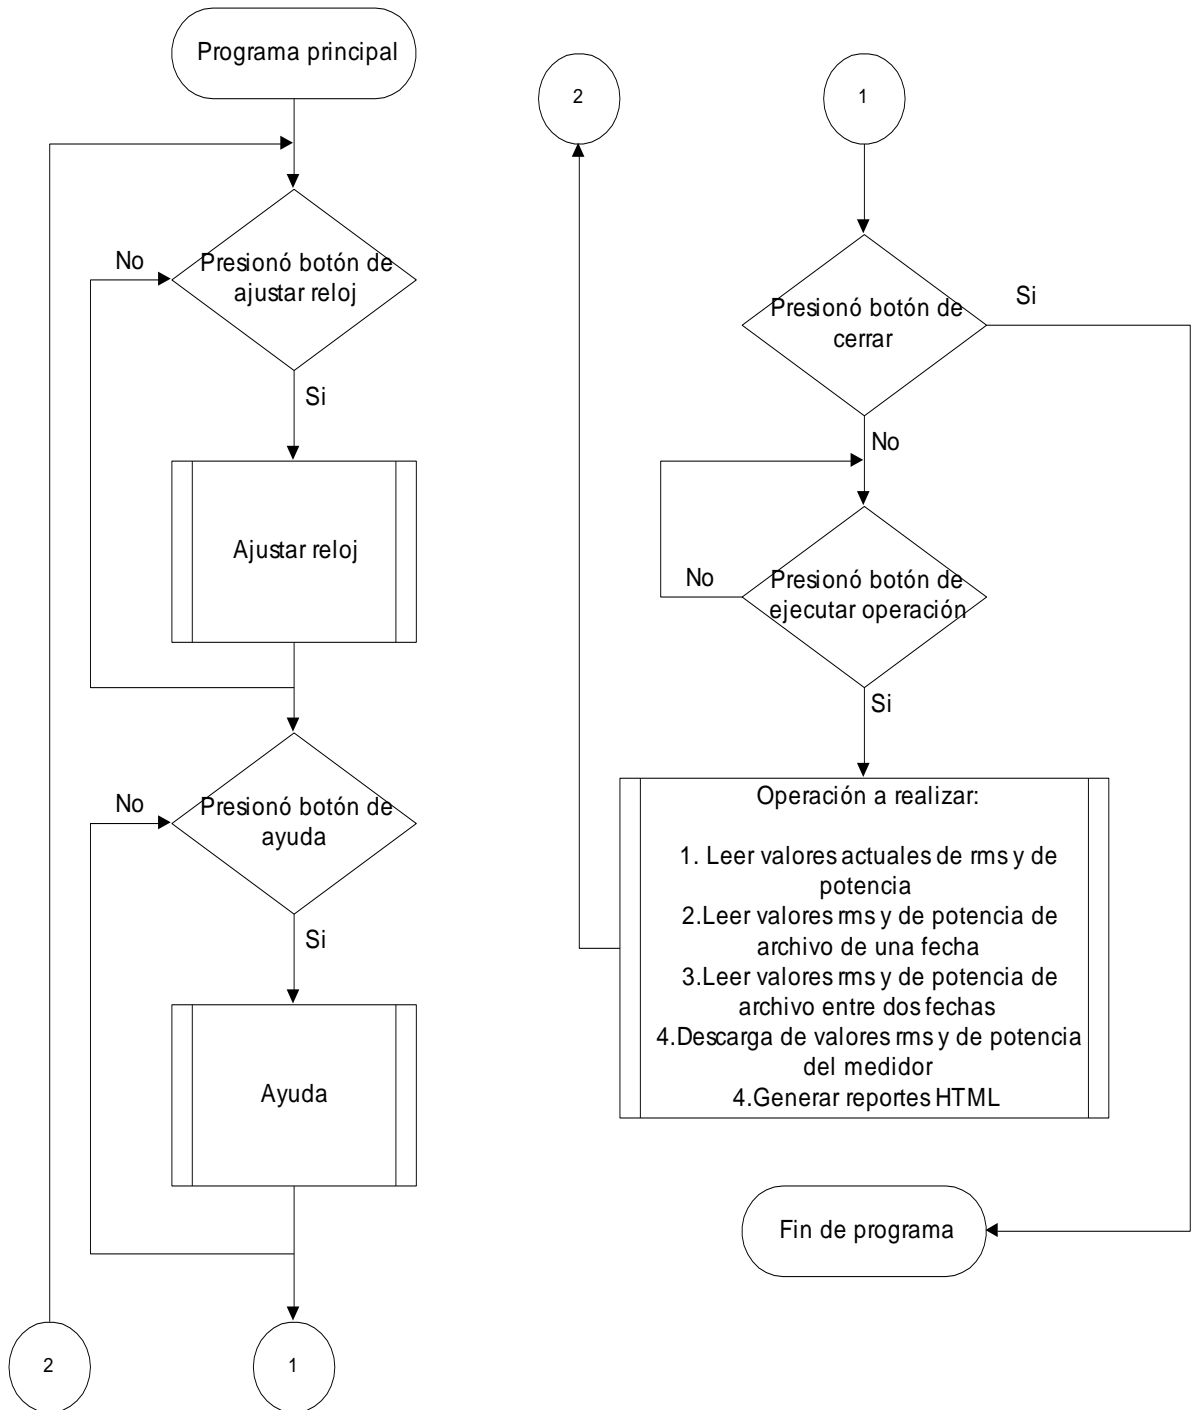 Programa principal
No
Presionó botón de
ajustar reloj
Si
Ajustar reloj
No
Presionó botón de
ayuda
Si
Ayuda
2
1
2
1
Presionó botón de
cerrar
Si
No
No
Presionó botón de
ejecutar operación
Si
Operación a realizar:
1. Leer valores actuales de rms y de
potencia
2.Leer valores rms y de potencia de
archivo de una fecha
3.Leer valores rms y de potencia de
archivo entre dos fechas
4.Descarga de valores rms y de potencia
del medidor
4.Generar reportes HTML
Fin de programa